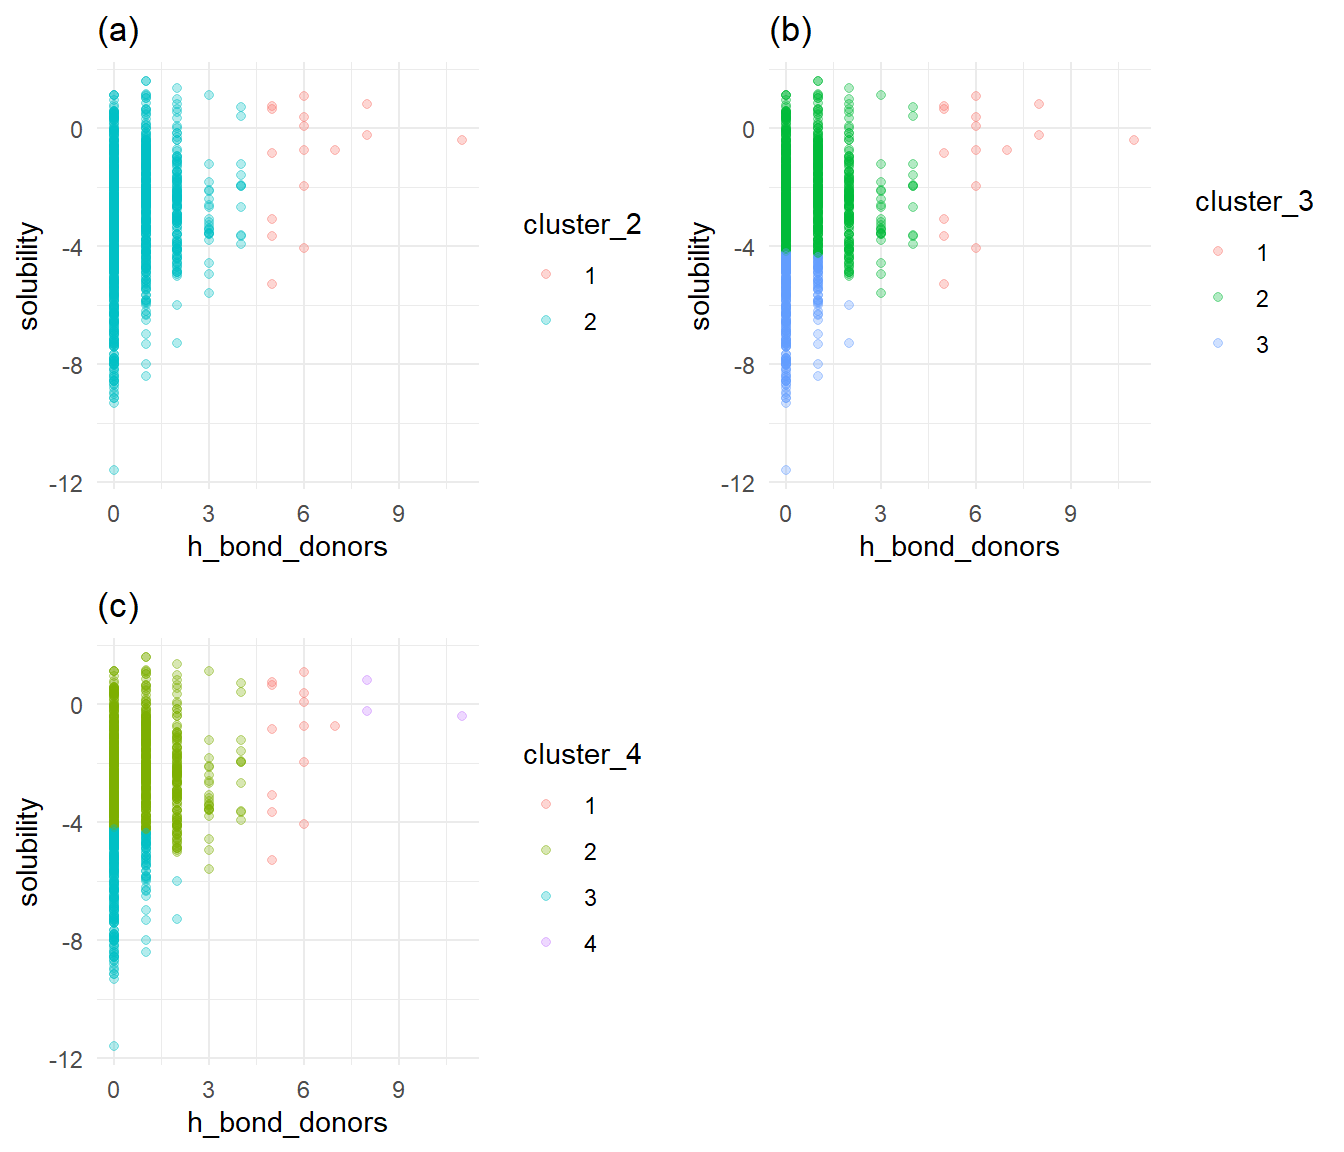 (a)
solubility
0
-4
-8
-12
0 3 6 9
h_bond_donors
cluster_2
1
2
(b)
solubility
0
-4
-8
-12
0 3 6 9
h_bond_donors
cluster_3
1
2
3
(c)
solubility
0
-4
-8
-12
0 3 6 9
h_bond_donors
cluster_4
1
2
3
4